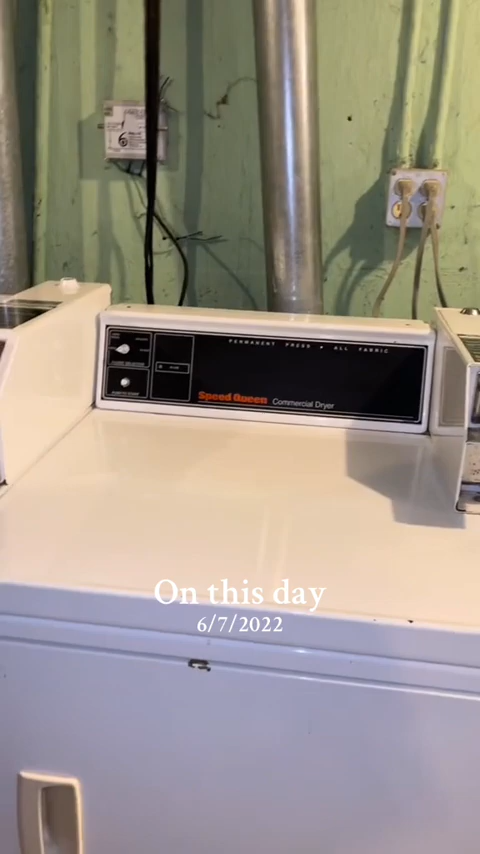 PERMANENT PRESS • ALL FABRIC
Speed Queen Commercial Dryer
On this day
6/7/2022